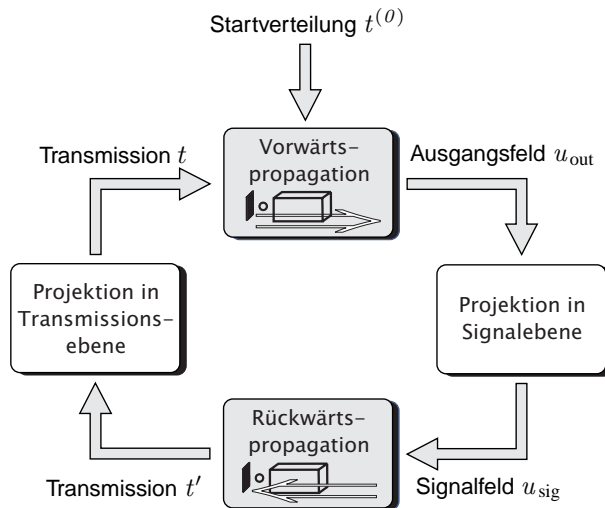 Startverteilung t^(0)
Transmission t
Vorwärts-
propagation
Ausgangsfeld u_out
Projektion in
Transmissions-
ebene
Projektion in
Signalebene
Rückwärts-
propagation
Transmission t′
Signalfeld u_sig